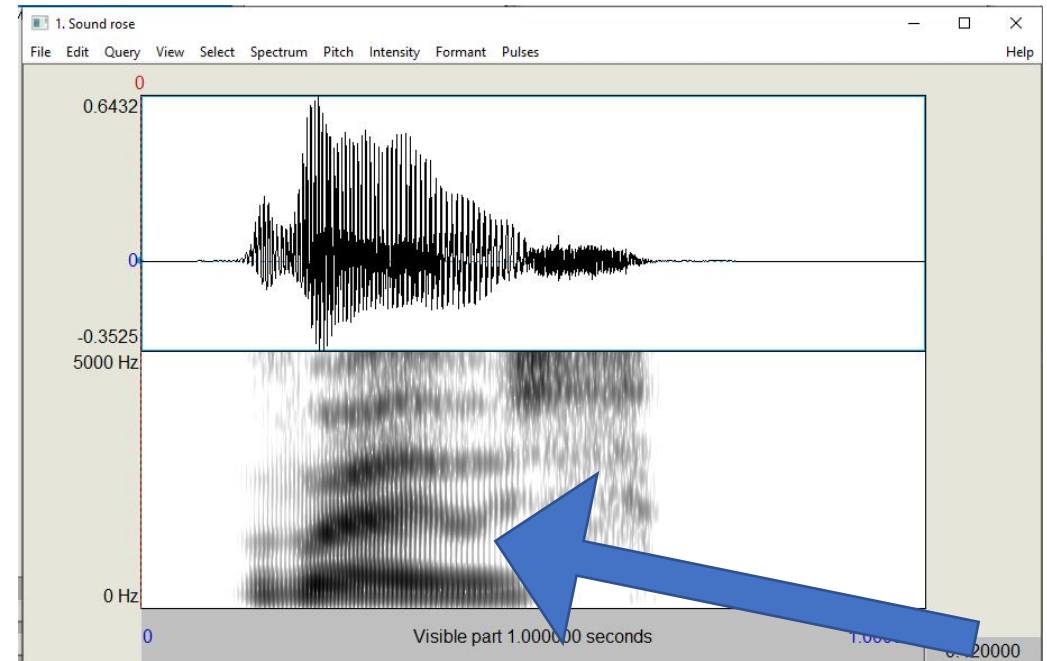 1. Sound rose
File Edit Query View Select Spectrum Pitch Intensity Formant Pulses Help
0
0.6432
0
-0.3525
5000 Hz
0 Hz
0 Visible part 1.000000 seconds